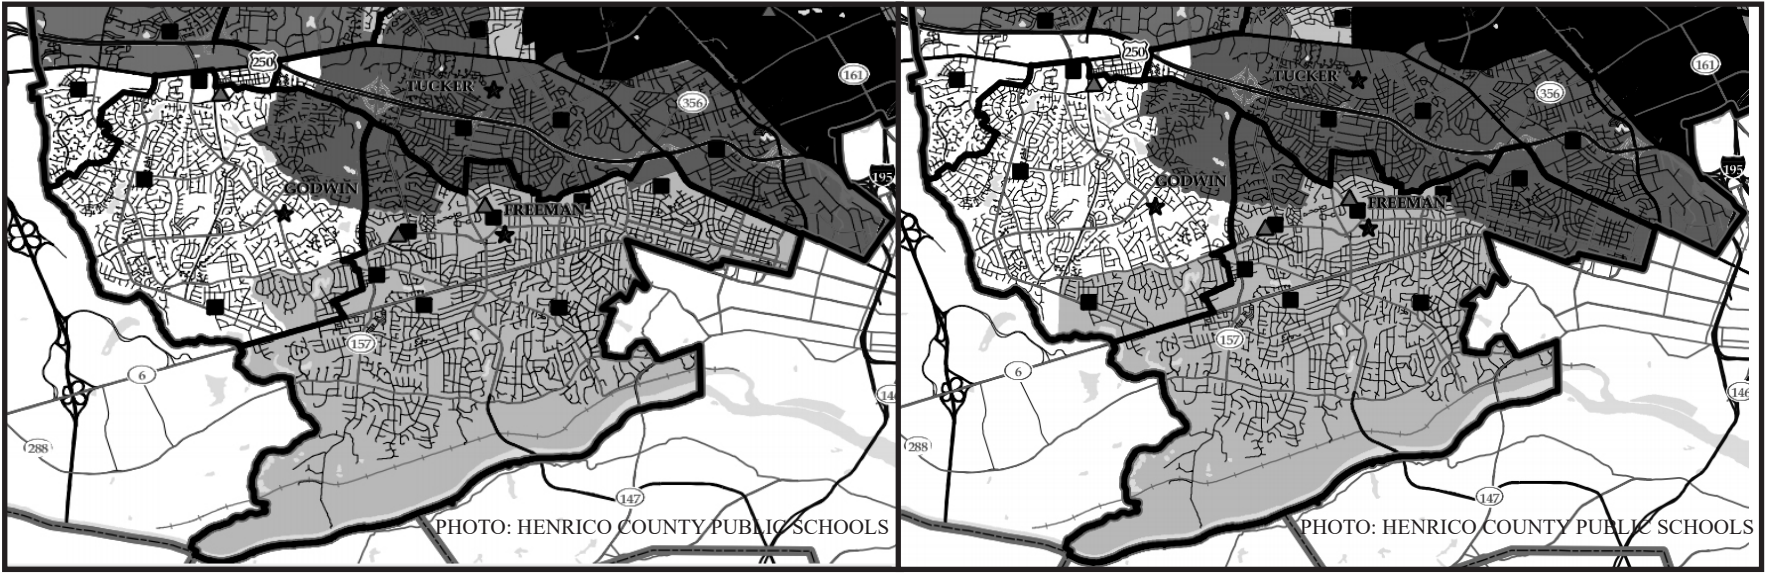 250
161
TUCKER
356
195
GODWIN
FREEMAN
157
6
14
288
147
PHOTO: HENRICO COUNTY PUBLIC SCHOOLS
250
161
TUCKER
356
195
GODWIN
FREEMAN
157
6
146
288
147
PHOTO: HENRICO COUNTY PUBLIC SCHOOLS